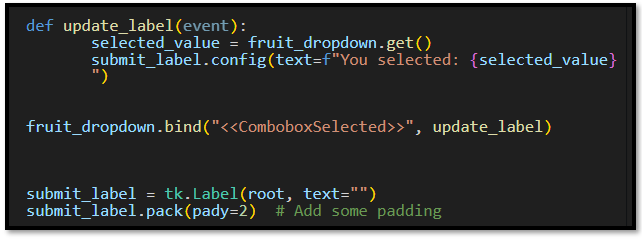 def update_label(event):
        selected_value = fruit_dropdown.get()
        submit_label.config(text=f"You selected: {selected_value}
        ")
fruit_dropdown.bind("<<ComboboxSelected>>", update_label)
submit_label = tk.Label(root, text="")
submit_label.pack(pady=2)  # Add some padding